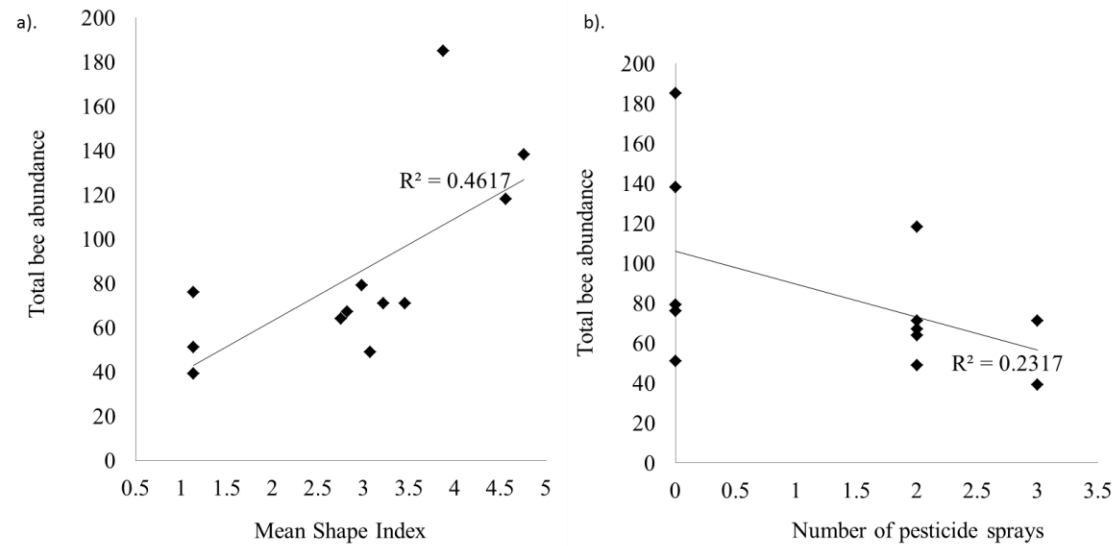 a).
200
180
160
140
120
100
80
60
40
20
0
Total bee abundance
R² = 0.4617
0.5 1 1.5 2 2.5 3 3.5 4 4.5 5
Mean Shape Index
b).
200
180
160
140
120
100
80
60
40
20
0
Total bee abundance
R² = 0.2317
0 0.5 1 1.5 2 2.5 3 3.5
Number of pesticide sprays